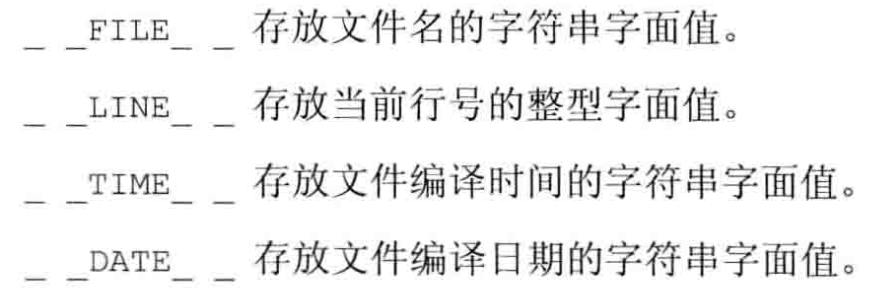 _ _FILE_ _ 存放文件名的字符串字面值。
_ _LINE_ _ 存放当前行号的整型字面值。
_ _TIME_ _ 存放文件编译时间的字符串字面值。
_ _DATE_ _ 存放文件编译日期的字符串字面值。